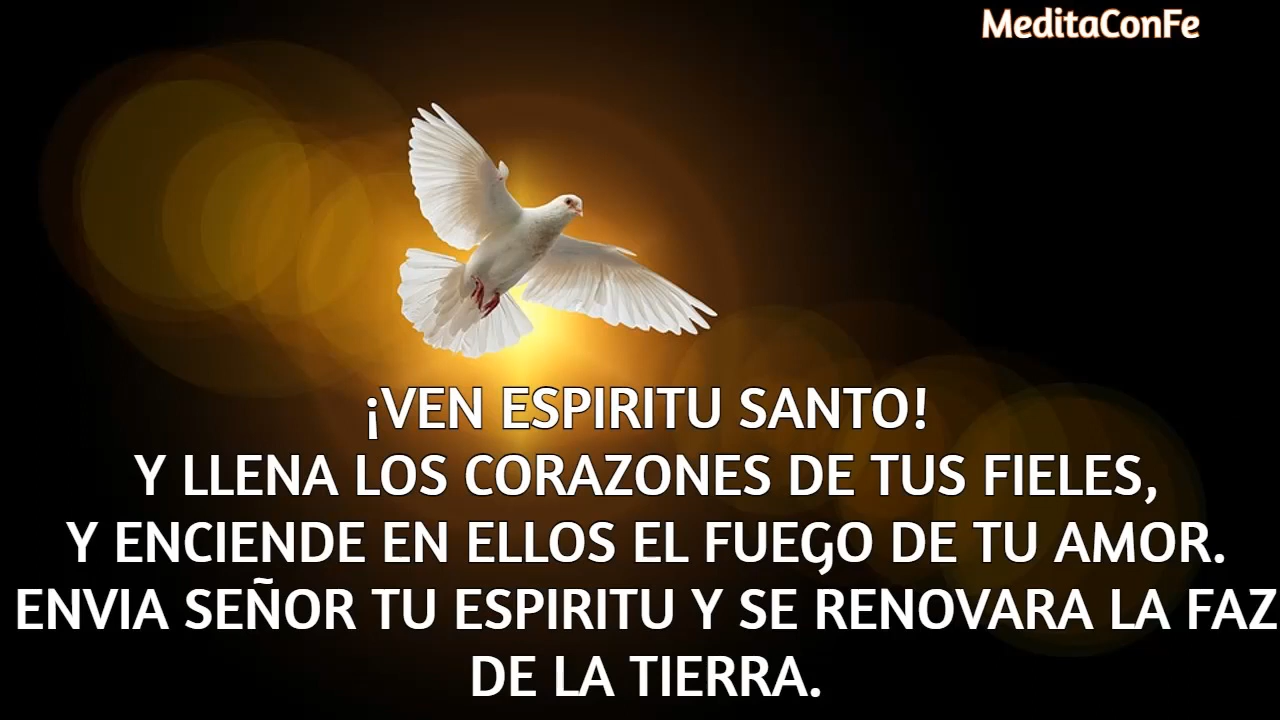 MeditaConFe
¡VEN ESPIRITU SANTO!
Y LLENA LOS CORAZONES DE TUS FIELES,
Y ENCIENDE EN ELLOS EL FUEGO DE TU AMOR.
ENVIA SEÑOR TU ESPIRITU Y SE RENOVARA LA FAZ
DE LA TIERRA.